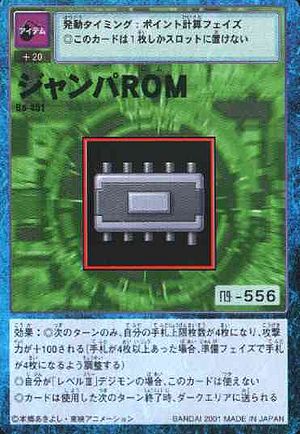 アイテム
+20
発動タイミング：ポイント計算フェイズ
◎このカードは1枚しかスロットに置けない
ジャンパROM
Bo-451
П9-556
効果：◎次のターンのみ、自分の手札上限枚数が4枚になり、攻撃
力が+100される(手札が4枚以上あった場合、準備フェイズで手札
が4枚になるよう調整)
◎自分が「レベルⅢ」デジモンの場合、このカードは使えない
◎カードは使用した次のターン終了時、ダークエリアに送られる
©本郷あきよし・東映アニメーション
BANDAI 2001 MADE IN JAPAN